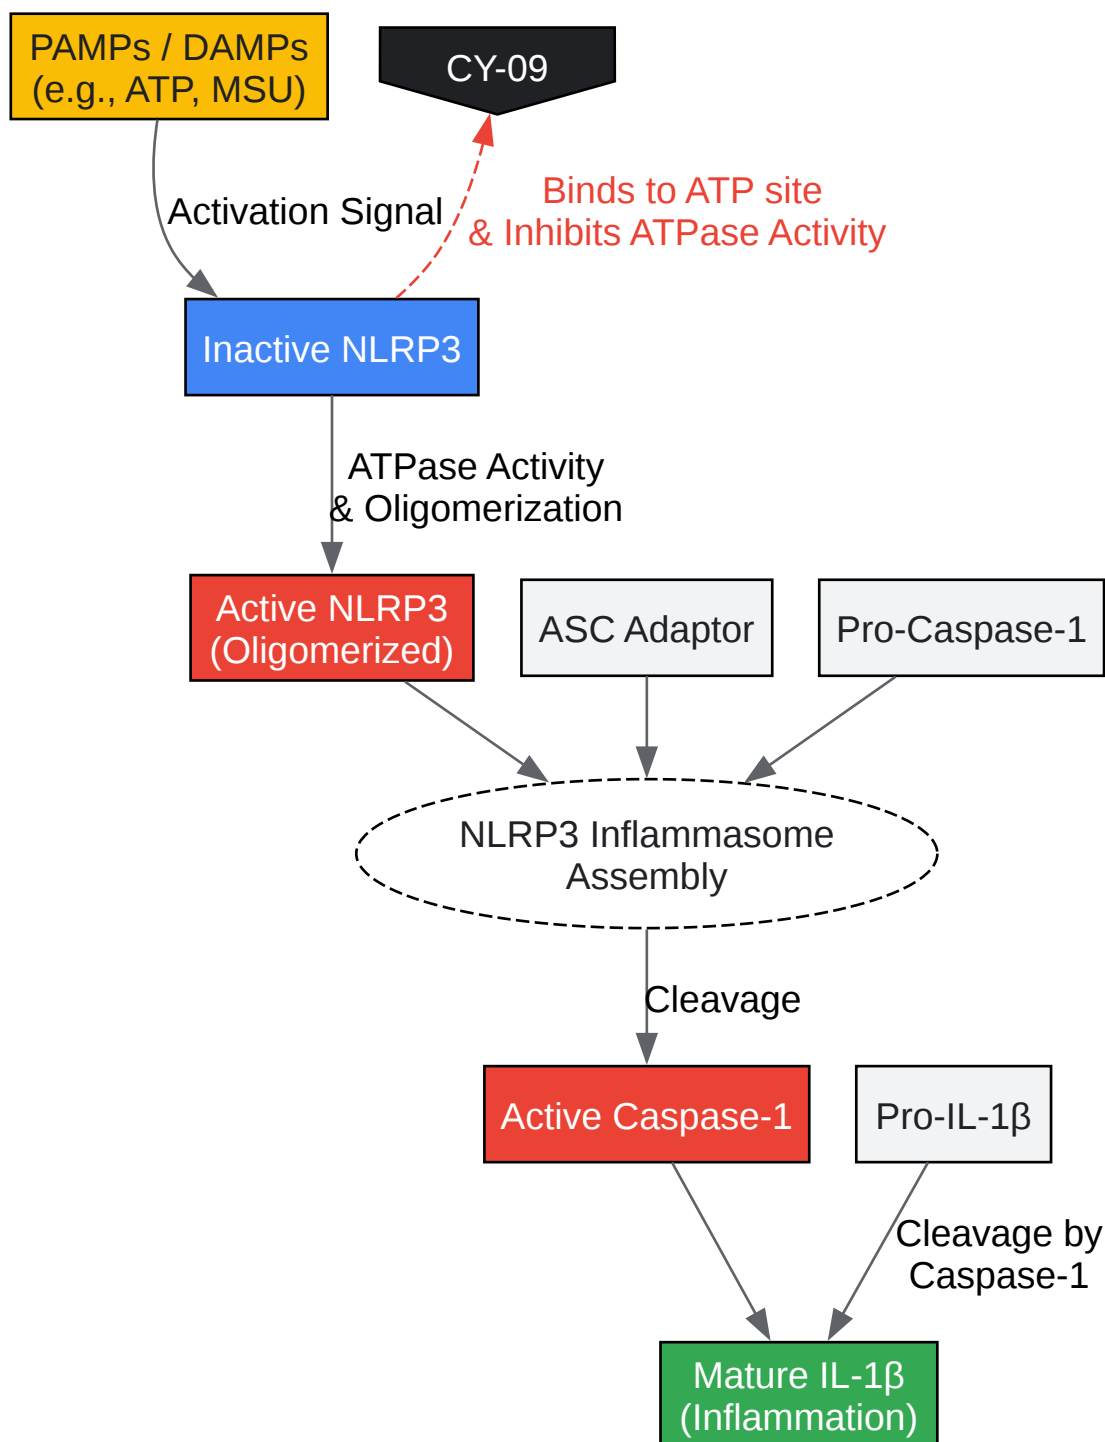 PAMPs / DAMPs
(e.g., ATP, MSU)
CY-09
Activation Signal
Binds to ATP site
& Inhibits ATPase Activity
Inactive NLRP3
ATPase Activity
& Oligomerization
Active NLRP3
(Oligomerized)
ASC Adaptor
Pro-Caspase-1
NLRP3 Inflammasome
Assembly
Cleavage
Active Caspase-1
Pro-IL-1β
Cleavage by
Caspase-1
Mature IL-1β
(Inflammation)